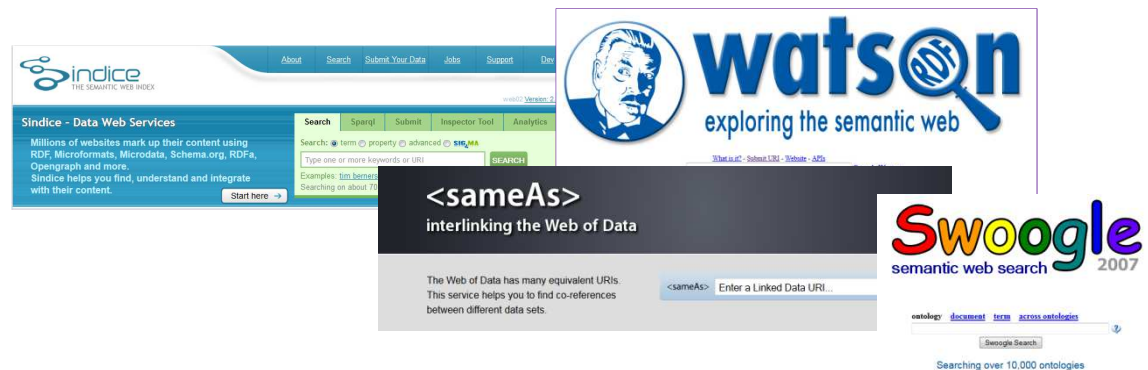 sindice
THE SEMANTIC WEB INDEX
About Search Submit Your Data Jobs Support Dev
Version: 2
Sindice - Data Web Services
Millions of websites mark up their content using
RDF, Microformats, Microdata, Schema.org, RDFa,
Opengraph and more.
Sindice helps you find, understand and integrate
with their content.
Start here
Search Sparql Submit Inspector Tool Analytics
Search: term property advanced SIG.MA
Type one or more keywords or URI SEARCH
Examples: tim berners
Searching on about 70
watson
RDF
exploring the semantic web
What is it? - Submit URI - Website - APIs
<sameAs>
interlinking the Web of Data
The Web of Data has many equivalent URIs.
This service helps you to find co-references
between different data sets.
<sameAs> Enter a Linked Data URI...
Swoogle
semantic web search 2007
ontology document term across ontologies
Swoogle Search
Searching over 10,000 ontologies